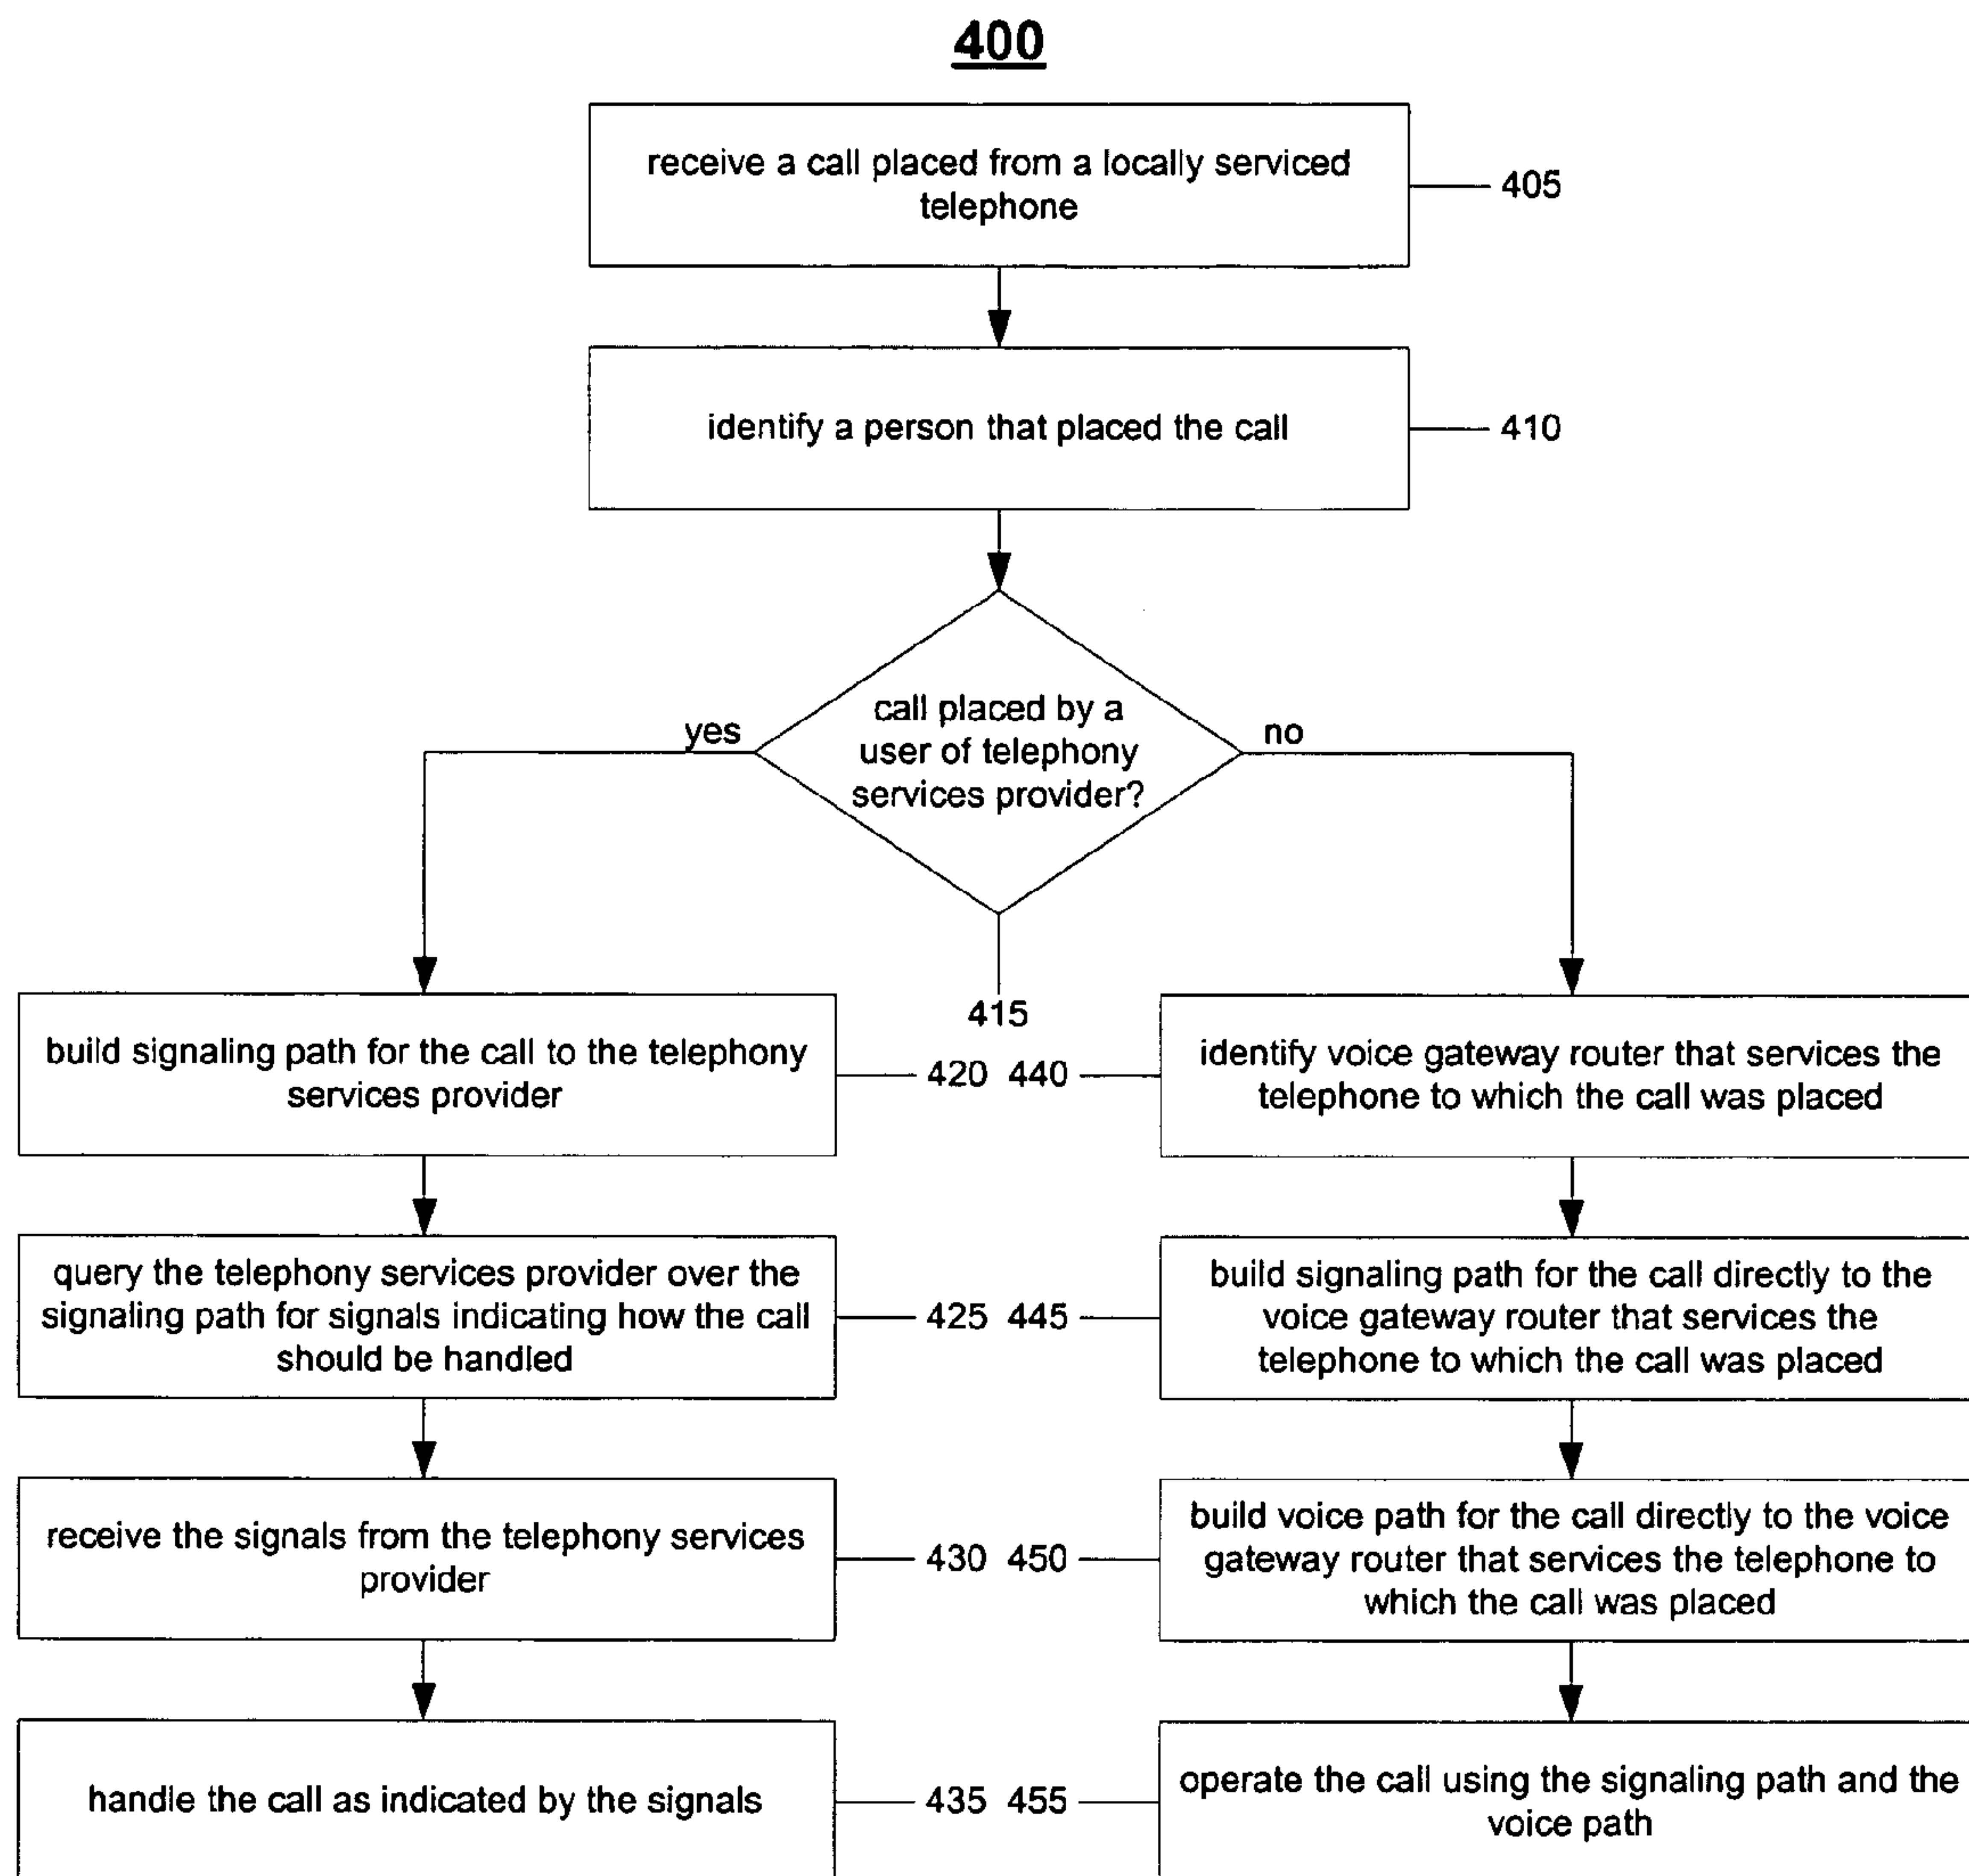 400
receive a call placed from a locally serviced
telephone
405
identify a person that placed the call
410
call placed by a
user of telephony
services provider?
yes
no
415
build signaling path for the call to the telephony
services provider
420
440
identify voice gateway router that services the
telephone to which the call was placed
query the telephony services provider over the
signaling path for signals indicating how the call
should be handled
425
445
build signaling path for the call directly to the
voice gateway router that services the
telephone to which the call was placed
receive the signals from the telephony services
provider
430
450
build voice path for the call directly to the voice
gateway router that services the telephone to
which the call was placed
handle the call as indicated by the signals
435
455
operate the call using the signaling path and the
voice path